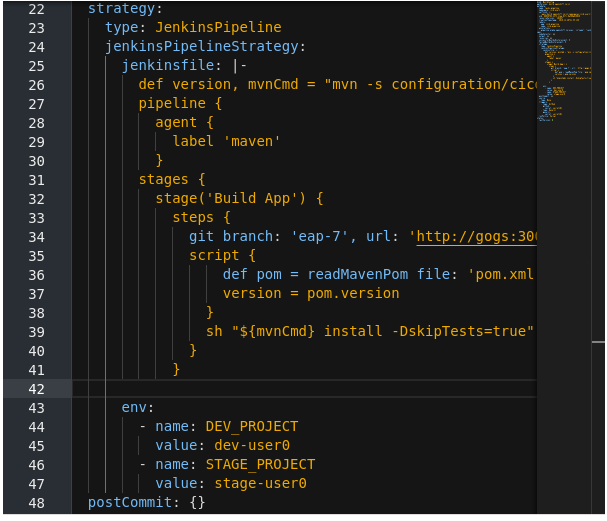 22 strategy:
23 type: JenkinsPipeline
24 jenkinsPipelineStrategy:
25 jenkinsfile: |-
26 def version, mvnCmd = "mvn -s configuration/cicd
27 pipeline {
28 agent {
29 label 'maven'
30 }
31 stages {
32 stage('Build App') {
33 steps {
34 git branch: 'eap-7', url: 'http://gogs:300
35 script {
36 def pom = readMavenPom file: 'pom.xml
37 version = pom.version
38 }
39 sh "${mvnCmd} install -DskipTests=true"
40 }
41 }
42
43 env:
44 - name: DEV_PROJECT
45 value: dev-user0
46 - name: STAGE_PROJECT
47 value: stage-user0
48 postCommit: {}